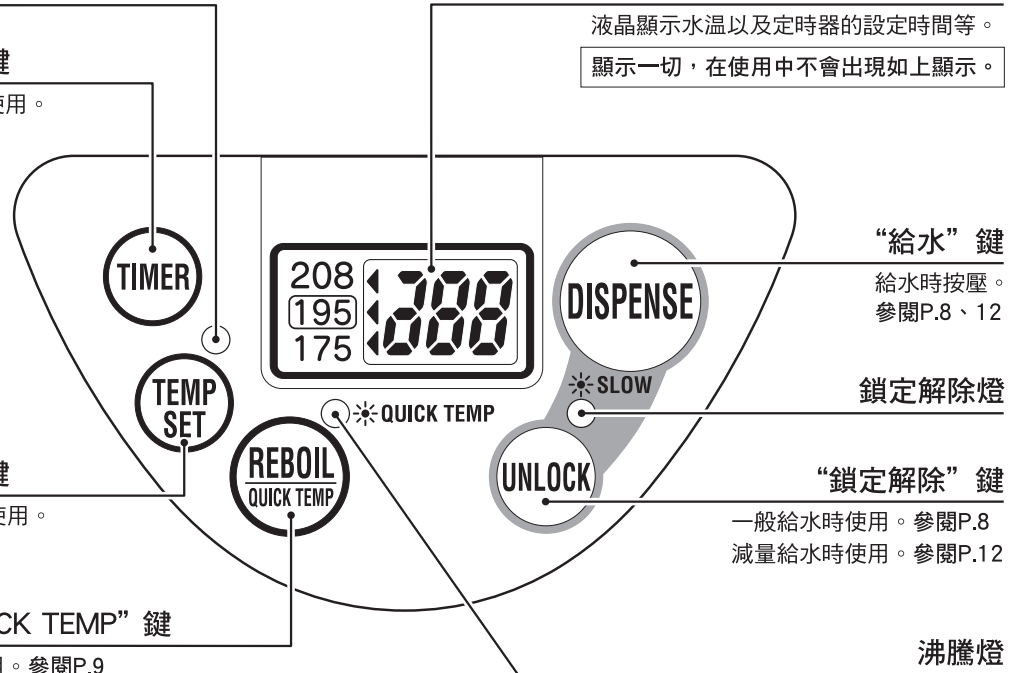 液晶顯示水温以及定時器的設定時間等。
顯示一切，在使用中不會出現如上顯示。
鍵
使用。
TIMER
208
195
175
288
DISPENSE
“給水”鍵
給水時按壓。
參閱P.8、12
TEMP
SET
SLOW
鎖定解除燈
QUICK TEMP
REBOIL
QUICK TEMP
UNLOCK
鍵
使用。
“鎖定解除”鍵
一般給水時使用。參閱P.8
減量給水時使用。參閱P.12
CK TEMP”鍵
。參閱P.9
沸騰燈